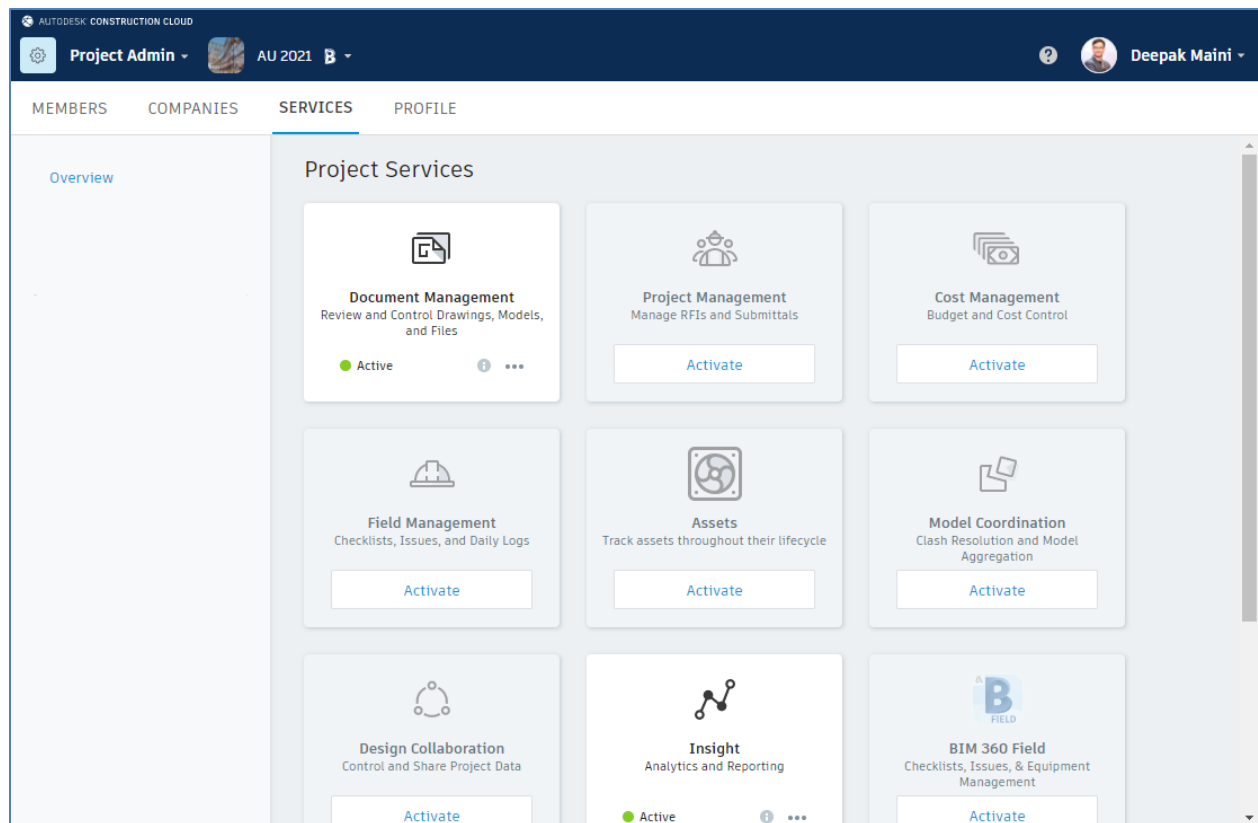 AUTODESK CONSTRUCTION CLOUD
Project Admin
AU 2021
B
Deepak Maini
MEMBERS
COMPANIES
SERVICES
PROFILE
Overview
Project Services
Document Management
Review and Control Drawings, Models,
and Files
Active
Project Management
Manage RFIs and Submittals
Activate
Cost Management
Budget and Cost Control
Activate
Field Management
Checklists, Issues, and Daily Logs
Activate
Assets
Track assets throughout their lifecycle
Activate
Model Coordination
Clash Resolution and Model
Aggregation
Activate
Design Collaboration
Control and Share Project Data
Activate
Insight
Analytics and Reporting
Active
A
B
FIELD
BIM 360 Field
Checklists, Issues, & Equipment
Management
Activate